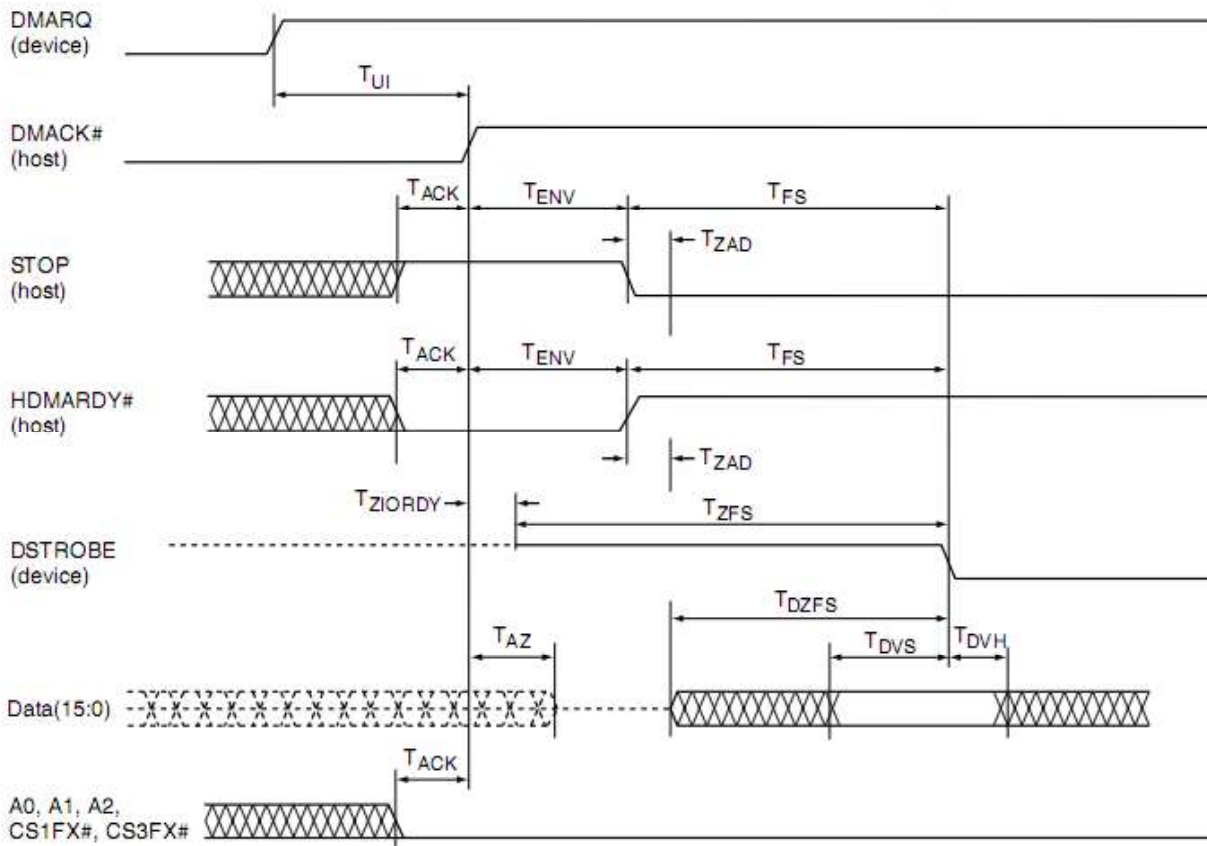 DMARQ
(device)
TUI
DMACK#
(host)
TACK TENV TFS
TZAD
STOP
(host)
TACK TENV TFS
HDMARDY#
(host)
TZAD
TZIORDY TZFS
DSTROBE
(device)
TDZFS
TAZ TDVS TDVH
Data(15:0)
TACK
A0, A1, A2,
CS1FX#, CS3FX#